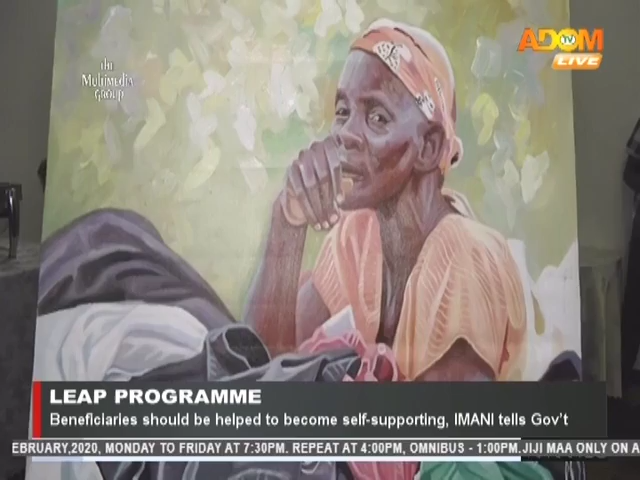 ADOM tv
LIVE
the
Multimedia
GROUP
LEAP PROGRAMME
Beneficiaries should be helped to become self-supporting, IMANI tells Gov't
EBRUARY,2020, MONDAY TO FRIDAY AT 7:30PM. REPEAT AT 4:00PM, OMNIBUS - 1:00PM.JIJI MAA ONLY ON A